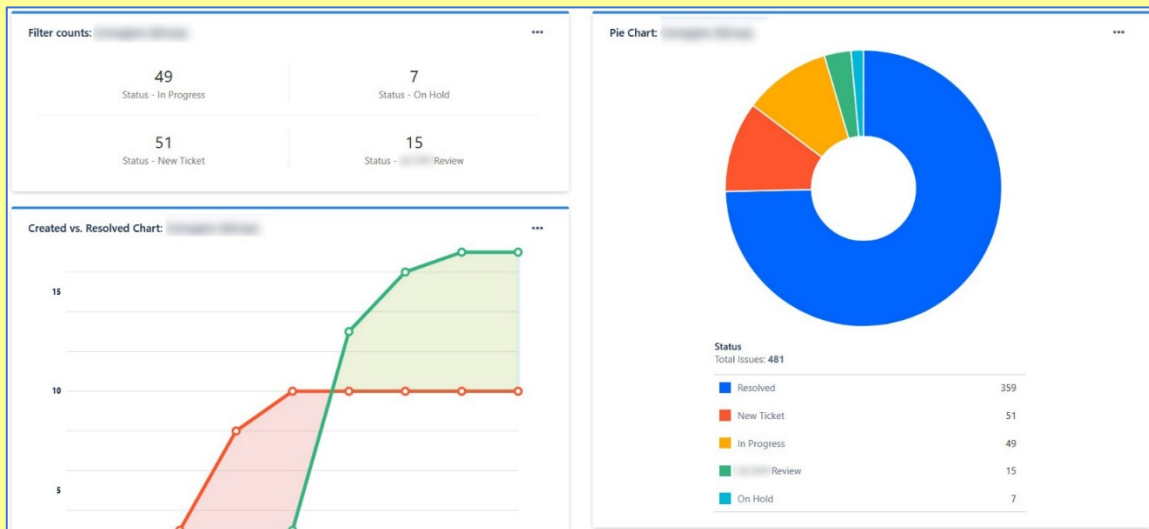 Filter counts:
49
Status - In Progress
7
Status - On Hold
51
Status - New Ticket
15
Status - Review
Created vs. Resolved Chart:
15
10
5
Pie Chart:
Status
Total Issues: 481
Resolved 359
New Ticket 51
In Progress 49
Review 15
On Hold 7